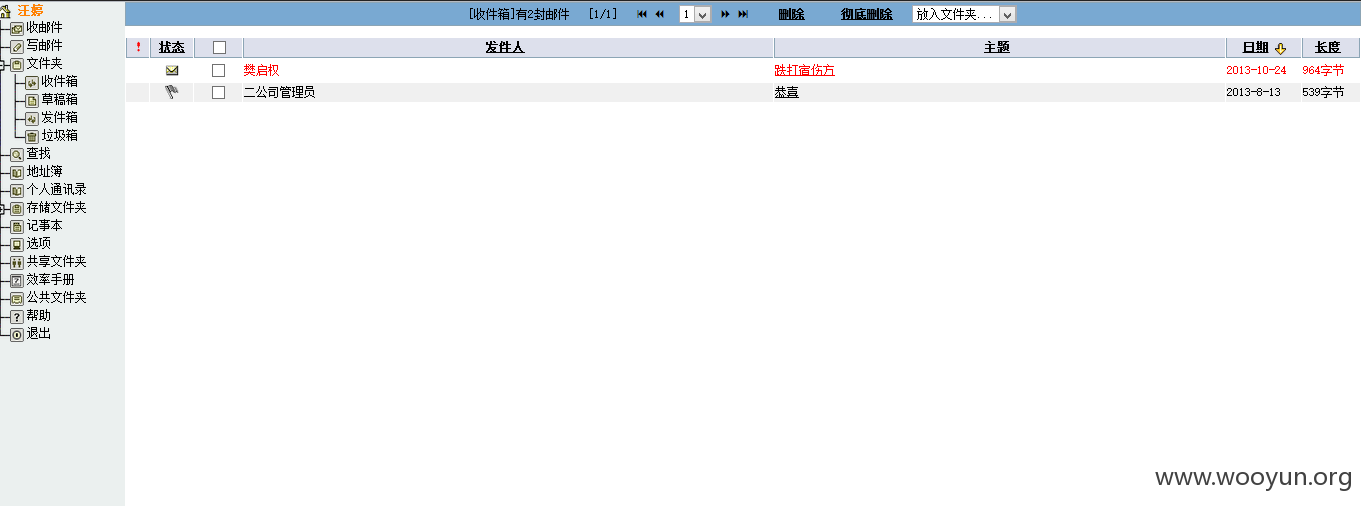 汪婷
收邮件
写邮件
文件夹
收件箱
草稿箱
发件箱
垃圾箱
查找
地址簿
个人通讯录
存储文件夹
记事本
选项
共享文件夹
效率手册
公共文件夹
帮助
退出
[收件箱]有2封邮件 [1/1] 1 删除 彻底删除 放入文件夹...
! 状态 发件人 主题 日期 长度
樊启权 跌打宿伤方 2013-10-24 964字节
二公司管理员 恭喜 2013-8-13 539字节
www.wooyun.org